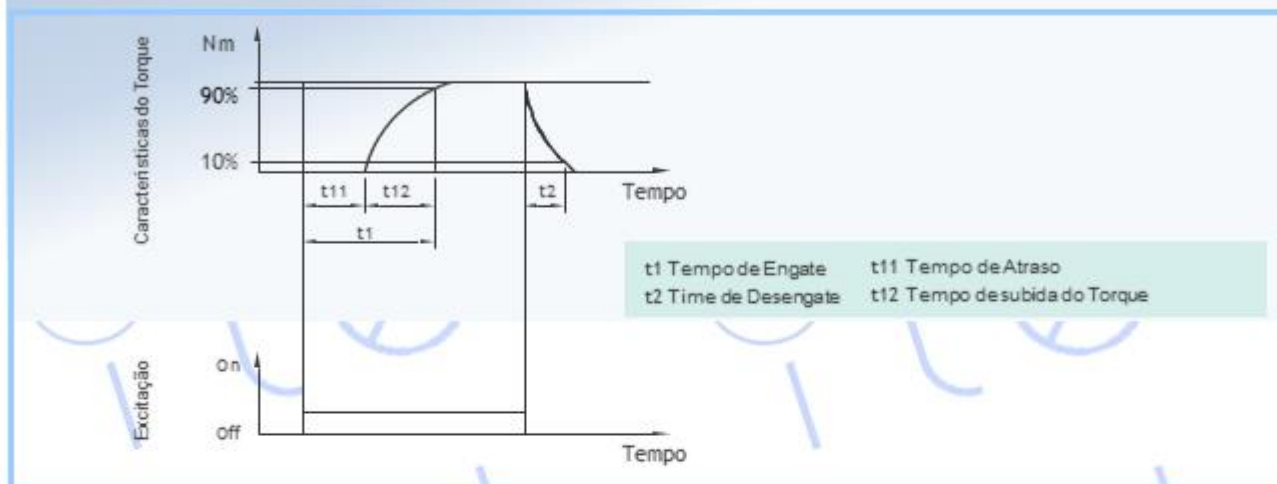 Características do Torque
Nm
90%
10%
t11 t12 t2
Tempo
t1
t1 Tempo de Engate t11 Tempo de Atraso
t2 Time de Desengate t12 Tempo de subida do Torque
Excitação
On
Off
Tempo